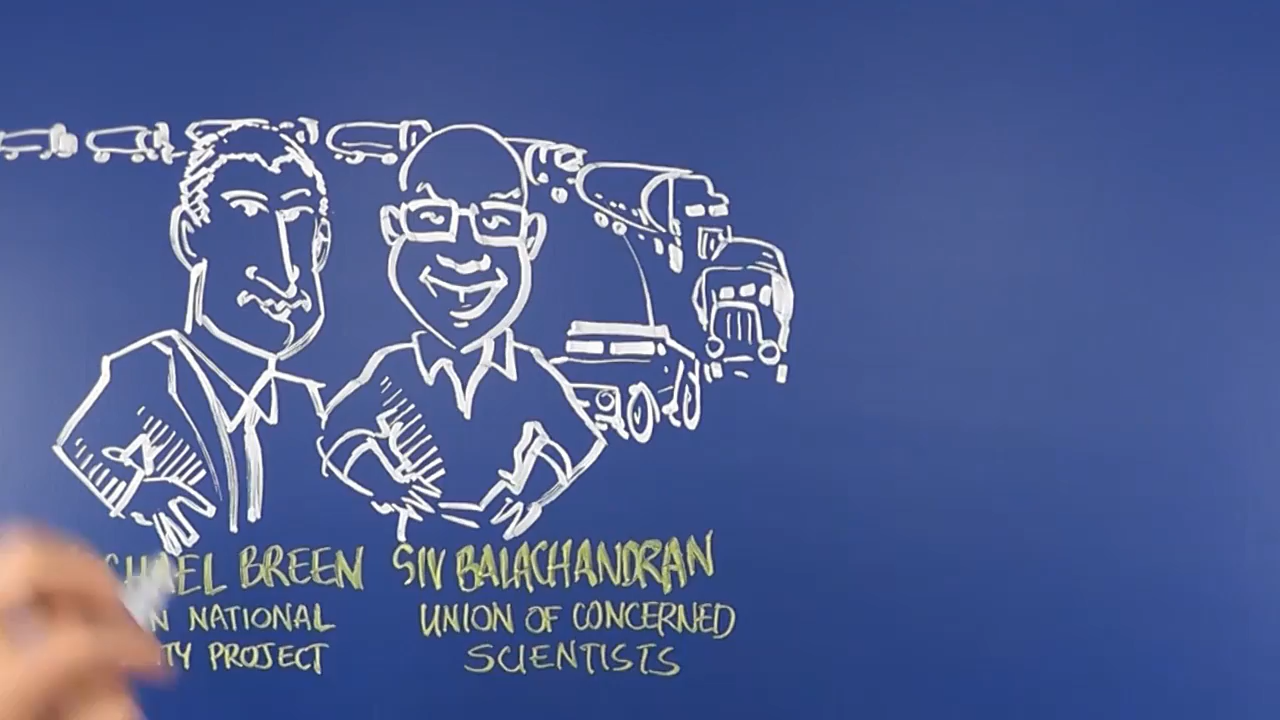 BREEN
SIV BALACHANDRAN
NATIONAL
PROJECT
UNION OF CONCERNED
SCIENTISTS